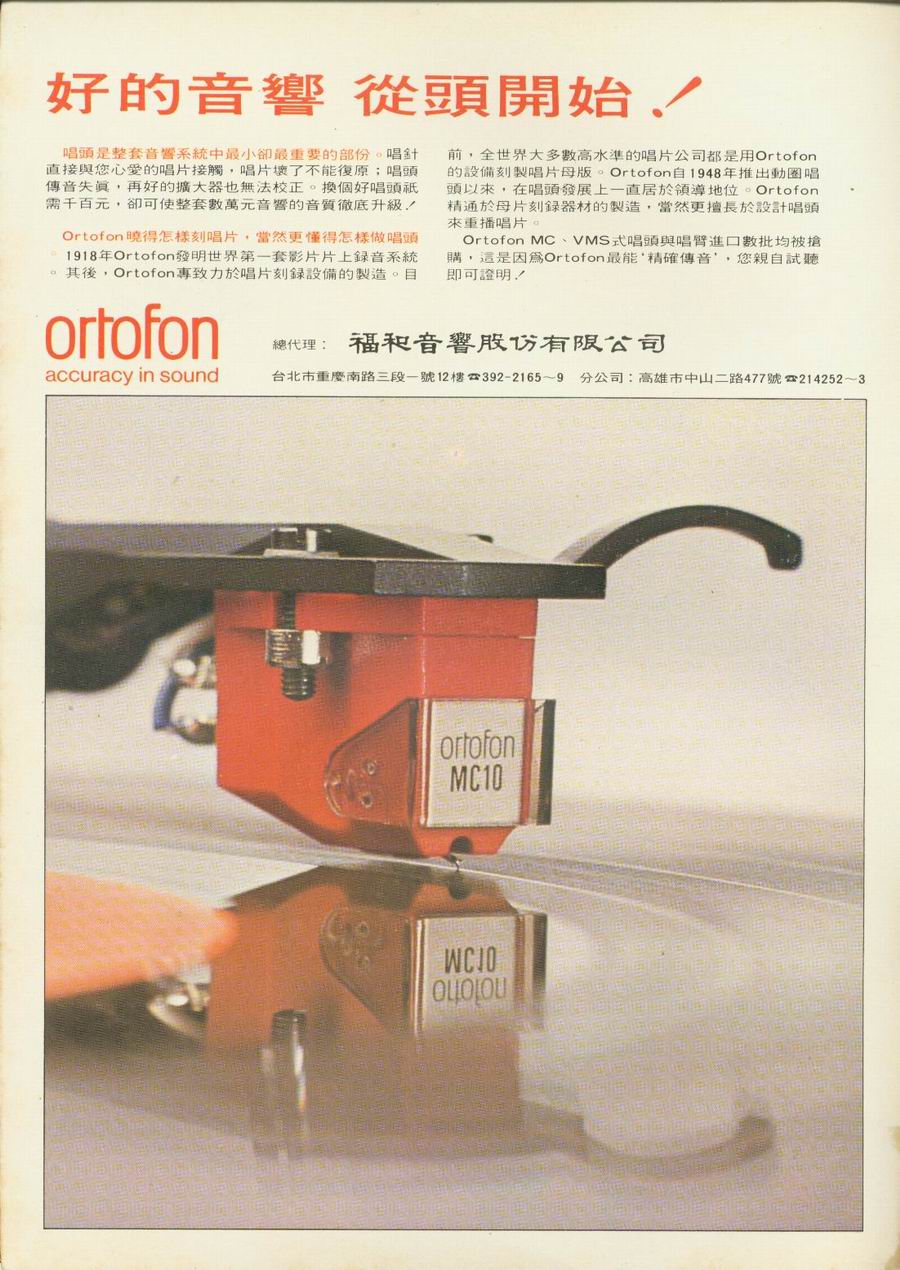 好的音響 從頭開始！
唱頭是整套音響系統中最小卻最重要的部份。唱針
直接與您心愛的唱片接觸，唱片壞了不能復原；唱頭
傳音失眞，再好的擴大器也無法校正。換個好唱頭祇
需千百元，卻可使整套數萬元音響的音質徹底升級！
Ortofon曉得怎樣刻唱片，當然更懂得怎樣做唱頭
。1918年Ortofon發明世界第一套影片片上録音系統
。其後，Ortofon專致力於唱片刻録設備的製造。目
前，全世界大多數高水準的唱片公司都是用Ortofon
的設備刻製唱片母版。Ortofon自1948年推出動圈唱
頭以來，在唱頭發展上一直居於領導地位。Ortofon
精通於母片刻録器材的製造，當然更擅長於設計唱頭
來重播唱片。
Ortofon MC、VMS式唱頭與唱臂進口數批均被搶
購，這是因爲Ortofon最能‘精確傳音’，您親自試聽
即可證明！
ortofon
accuracy in sound
總代理：福和音響股份有限公司
台北市重慶南路三段一號12樓☎392-2165～9 分公司：高雄市中山二路477號☎214252～3
ortofon
MC10
MC10
ortofon